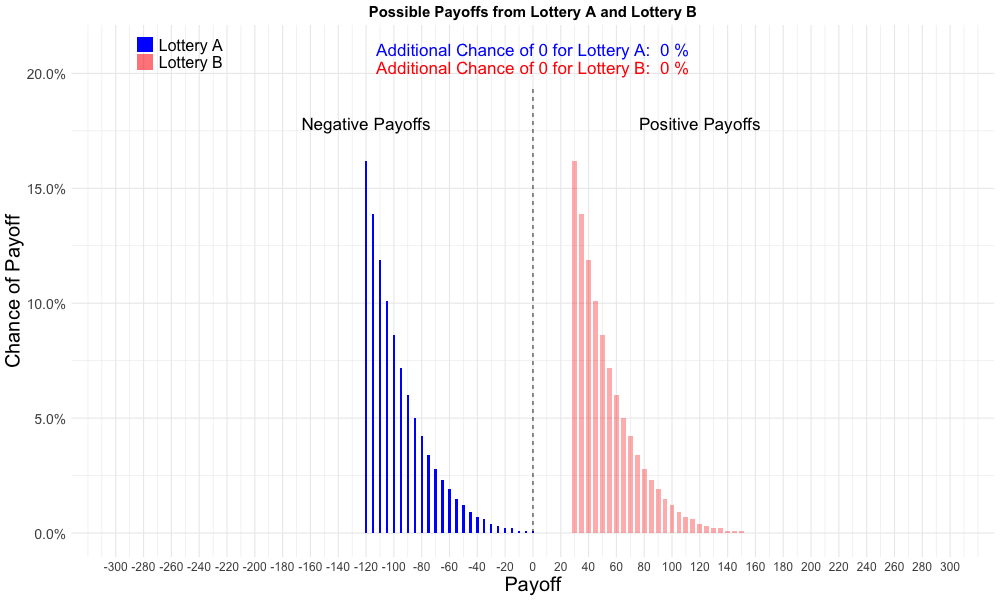 Possible Payoffs from Lottery A and Lottery B
Lottery A
Lottery B
Additional Chance of 0 for Lottery A: 0 %
Additional Chance of 0 for Lottery B: 0 %
Negative Payoffs
Positive Payoffs
Chance of Payoff
20.0%
15.0%
10.0%
5.0%
0.0%
-300 -280 -260 -240 -220 -200 -180 -160 -140 -120 -100 -80 -60 -40 -20 0 20 40 60 80 100 120 140 160 180 200 220 240 260 280 300
Payoff